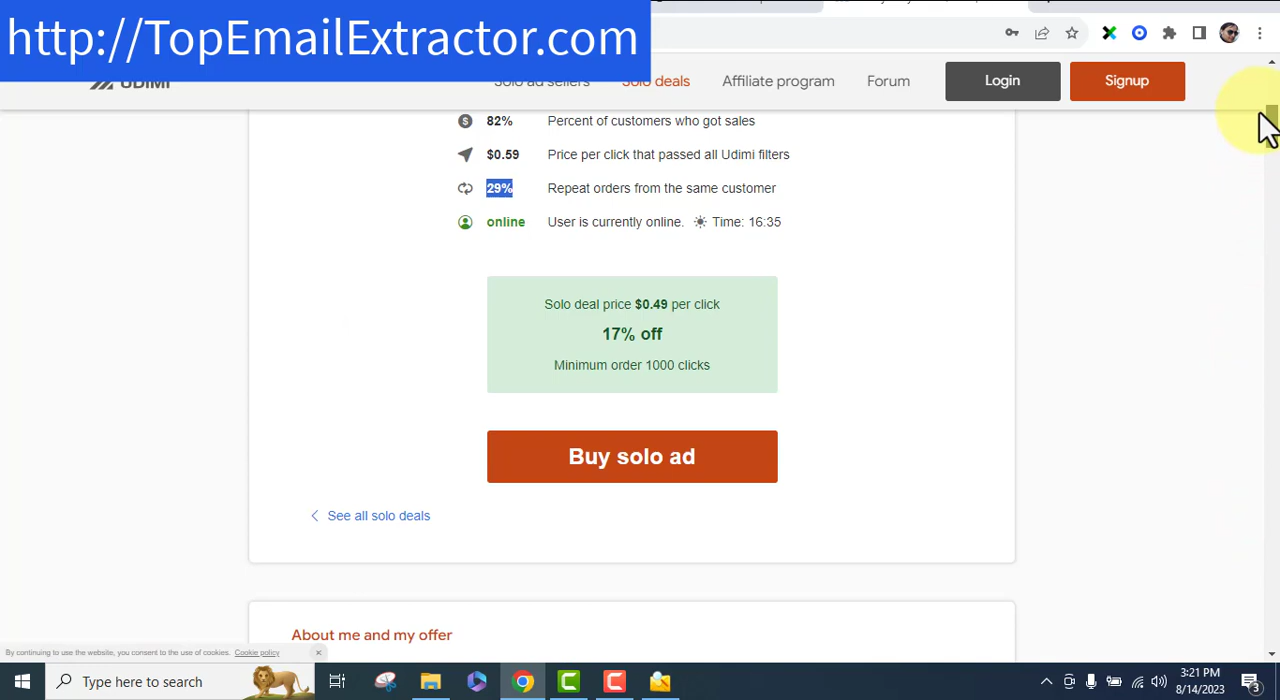 http://TopEmailExtractor.com
UDIMI
Solo ad sellers
Solo deals
Affiliate program
Forum
Login
Signup
82% Percent of customers who got sales
$0.59 Price per click that passed all Udimi filters
29% Repeat orders from the same customer
online User is currently online. Time: 16:35
Solo deal price $0.49 per click
17% off
Minimum order 1000 clicks
Buy solo ad
See all solo deals
About me and my offer
By continuing to use the website, you consent to the use of cookies. Cookie policy
Type here to search
3:21 PM
8/14/2023
3